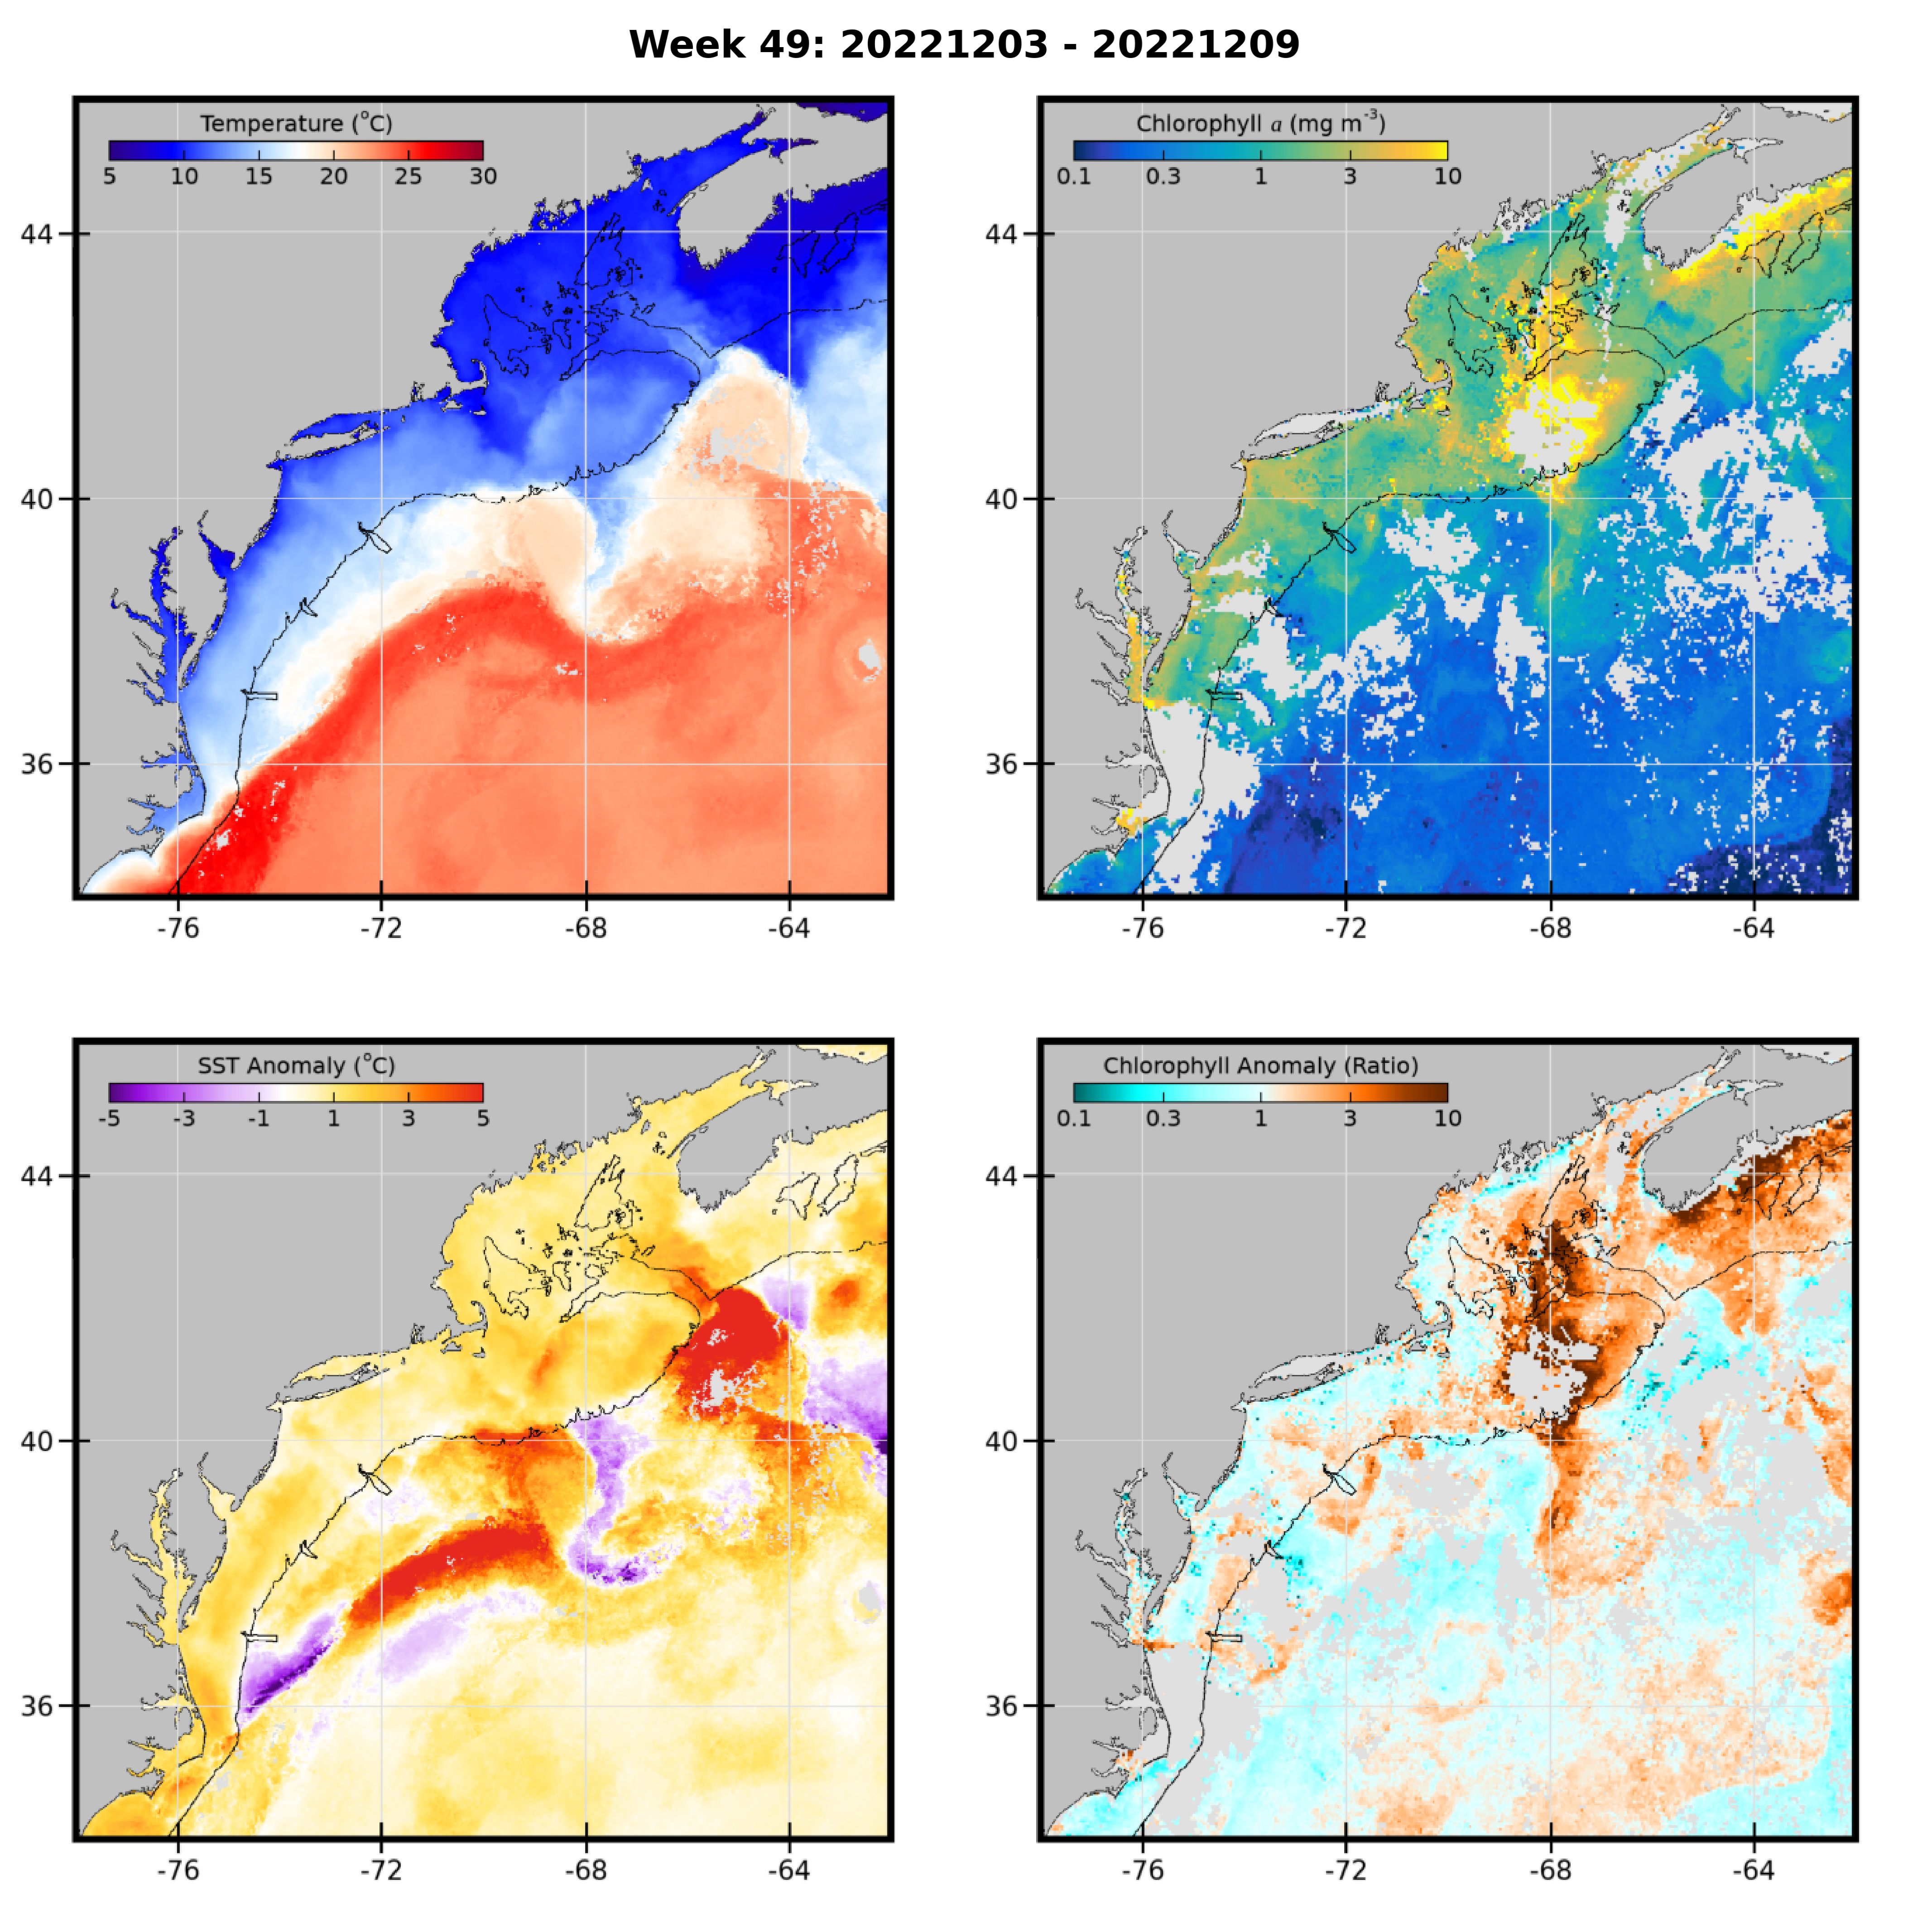 Week 49: 20221203 - 20221209
Temperature (°C)
5 10 15 20 25 30
44
40
36
-76 -72 -68 -64
Chlorophyll a (mg m-3)
0.1 0.3 1 3 10
44
40
36
-76 -72 -68 -64
SST Anomaly (°C)
-5 -3 -1 1 3 5
44
40
36
-76 -72 -68 -64
Chlorophyll Anomaly (Ratio)
0.1 0.3 1 3 10
44
40
36
-76 -72 -68 -64